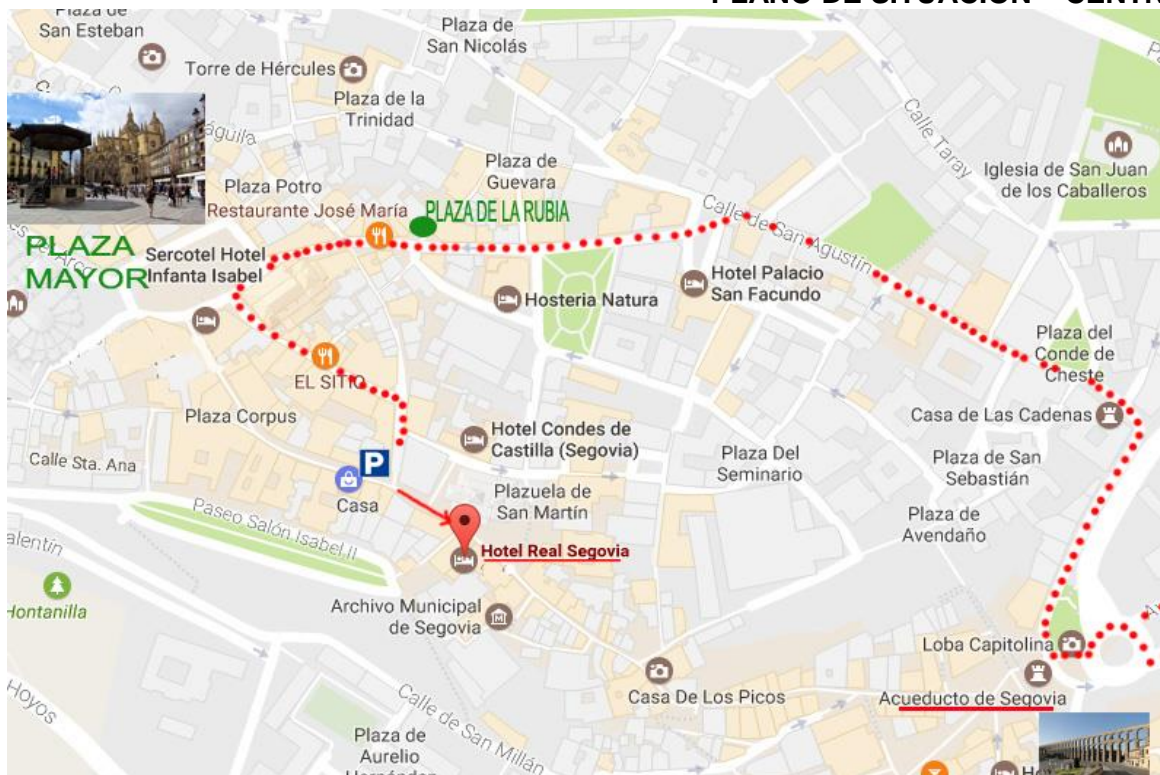 PLANO DE SITUACIÓN
Plaza de
San Esteban
Plaza de
San Nicolás
Torre de Hércules
Plaza de la
Trinidad
Calle Taray
Iglesia de San Juan
de los Caballeros
Plaza de
Guevara
Plaza Potro
Restaurante José María
PLAZA DE LA RUBIA
Calle de San Agustín
PLAZA
MAYOR
Sercotel Hotel
Infanta Isabel
Hotel Palacio
San Facundo
Hosteria Natura
Plaza del
Conde de
Cheste
EL SITIO
Plaza Corpus
Casa de Las Cadenas
Hotel Condes de
Castilla (Segovia)
Plaza Del
Seminario
Plaza de San
Sebastián
Calle Sta. Ana
P
Casa
Plazuela de
San Martín
Plaza de
Avendaño
Paseo Salón Isabel II
Hotel Real Segovia
Archivo Municipal
de Segovia
Loba Capitolina
Casa De Los Picos
Acueducto de Segovia
Hoyos
Calle de San Millán
Plaza de
Aurelio